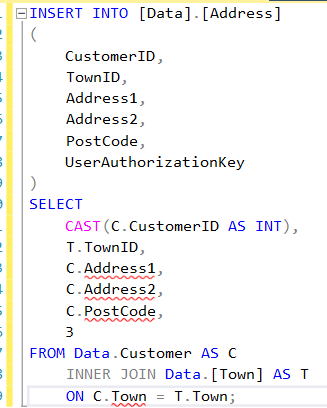 INSERT INTO [Data].[Address]
(
CustomerID,
TownID,
Address1,
Address2,
PostCode,
UserAuthorizationKey
)
SELECT
CAST(C.CustomerID AS INT),
T.TownID,
C.Address1,
C.Address2,
C.PostCode,
3
FROM Data.Customer AS C
INNER JOIN Data.[Town] AS T
ON C.Town = T.Town;